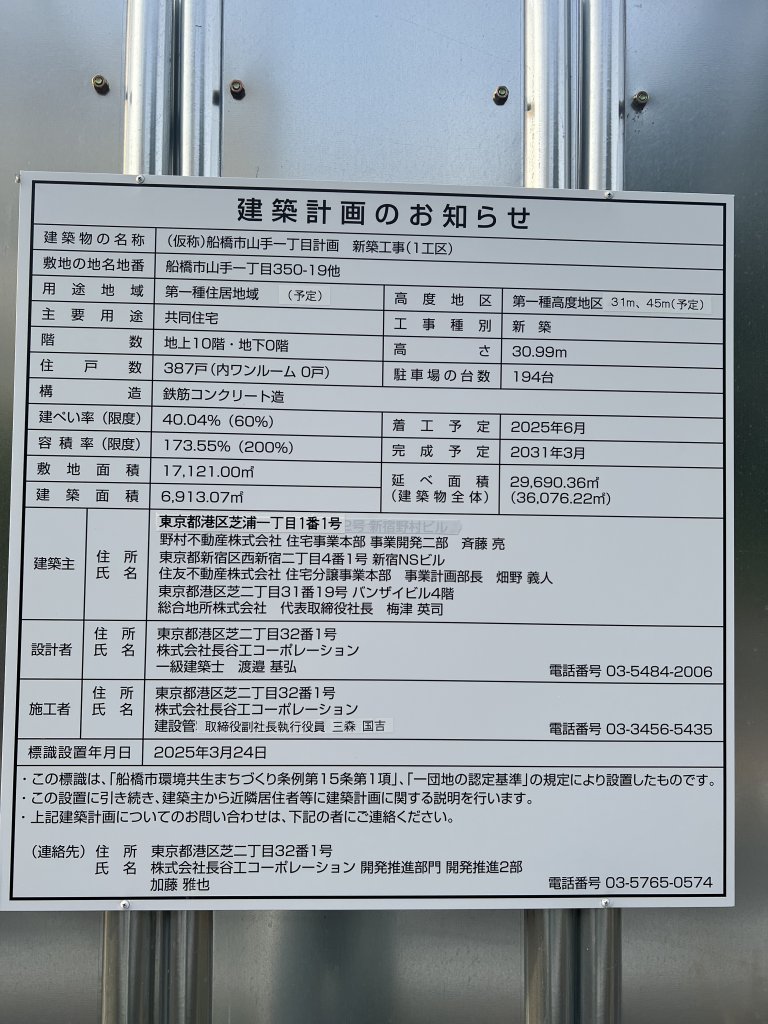 建築計画のお知らせ
建築物の名称 (仮称)船橋市山手一丁目計画 新築工事(1工区)
敷地の地名地番 船橋市山手一丁目350-19他
用途地域 第一種住居地域 (予定) 高度地区 第一種高度地区 31m、45m(予定)
主要用途 共同住宅 工事種別 新築
階数 地上10階・地下0階 高さ 30.99m
住戸数 387戸(内ワンルーム 0戸) 駐車場の台数 194台
構造 鉄筋コンクリート造
建ぺい率(限度) 40.04%(60%) 着工予定 2025年6月
容積率(限度) 173.55%(200%) 完成予定 2031年3月
敷地面積 17,121.00㎡ 延べ面積 29,690.36㎡
建築面積 6,913.07㎡ (建築物全体) (36,076.22㎡)
建築主 住所 氏名
東京都港区芝浦一丁目1番1号 2号 新宿野村ビル
野村不動産株式会社 住宅事業本部 事業開発二部 斉藤 亮
東京都新宿区西新宿二丁目4番1号 新宿NSビル
住友不動産株式会社 住宅分譲事業本部 事業計画部長 畑野 義人
東京都港区芝二丁目31番19号 バンザイビル4階
総合地所株式会社 代表取締役社長 梅津 英司
設計者 住所 東京都港区芝二丁目32番1号
氏名 株式会社長谷工コーポレーション
一級建築士 渡邉 基弘 電話番号 03-5484-2006
施工者 住所 東京都港区芝二丁目32番1号
氏名 株式会社長谷工コーポレーション
建設管 取締役副社長執行役員 三森 国吉 電話番号 03-3456-5435
標識設置年月日 2025年3月24日
・この標識は、「船橋市環境共生まちづくり条例第15条第1項」、「一団地の認定基準」の規定により設置したものです。
・この設置に引き続き、建築主から近隣居住者等に建築計画に関する説明を行います。
・上記建築計画についてのお問い合わせは、下記の者にご連絡ください。
(連絡先) 住所 東京都港区芝二丁目32番1号
氏名 株式会社長谷工コーポレーション 開発推進部門 開発推進2部
加藤 雅也 電話番号 03-5765-0574